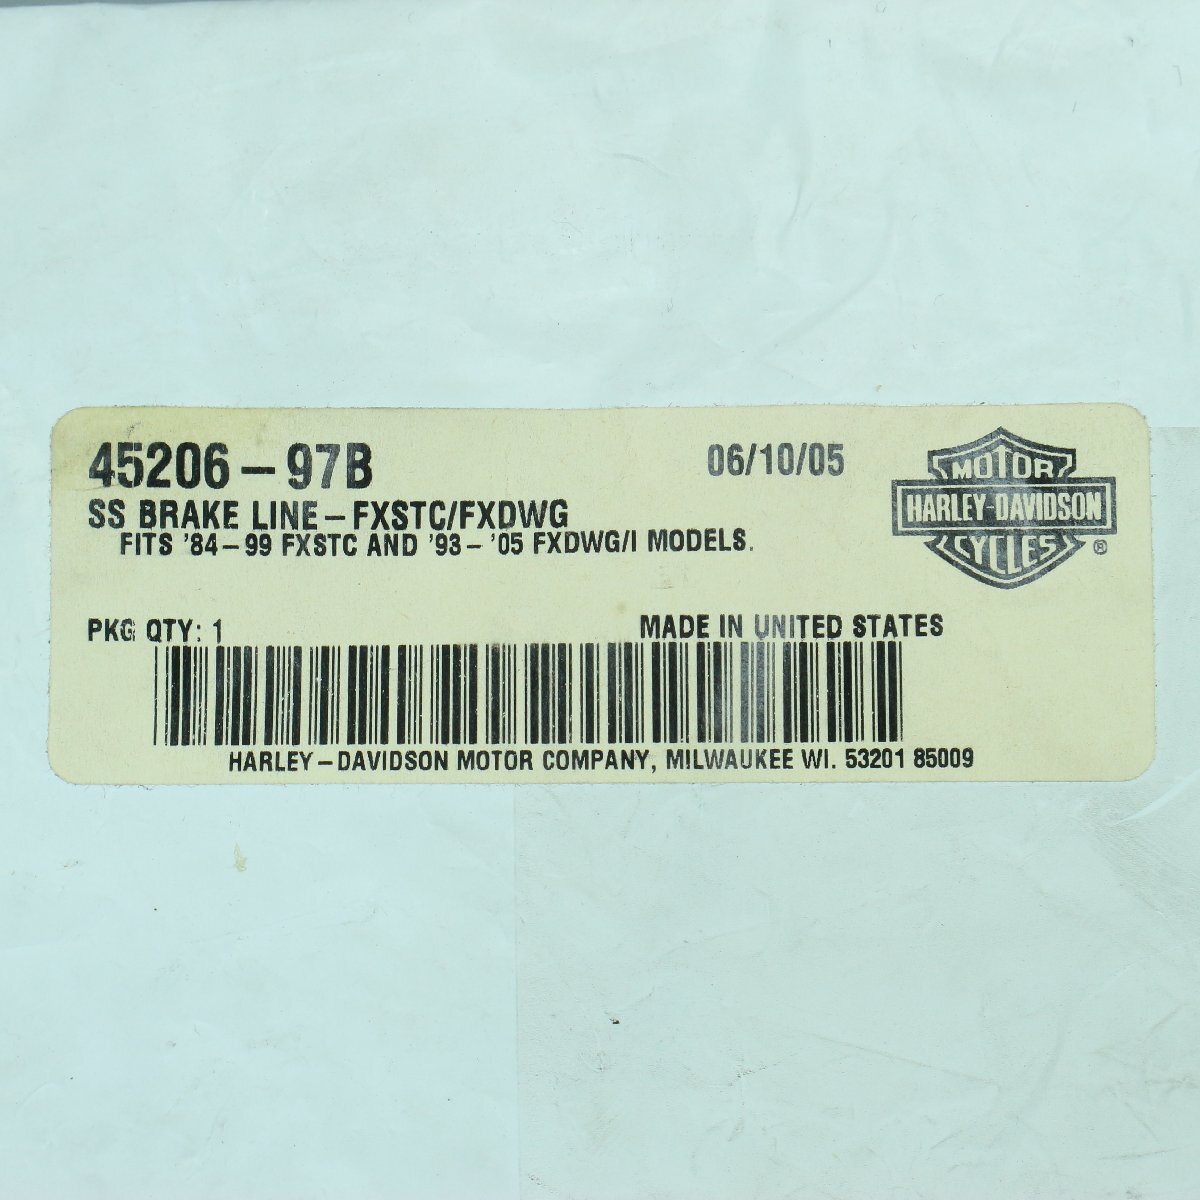 45206-97B 06/10/05
SS BRAKE LINE-FXSTC/FXDWG
FITS '84-99 FXSTC AND '93-'05 FXDWG/I MODELS.
MOTOR
HARLEY-DAVIDSON
CYCLES ®
PKG QTY: 1 MADE IN UNITED STATES
HARLEY-DAVIDSON MOTOR COMPANY, MILWAUKEE WI. 53201 85009